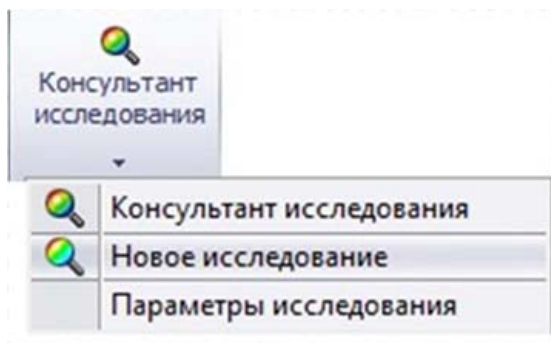 Консультант
исследования
Консультант исследования
Новое исследование
Параметры исследования